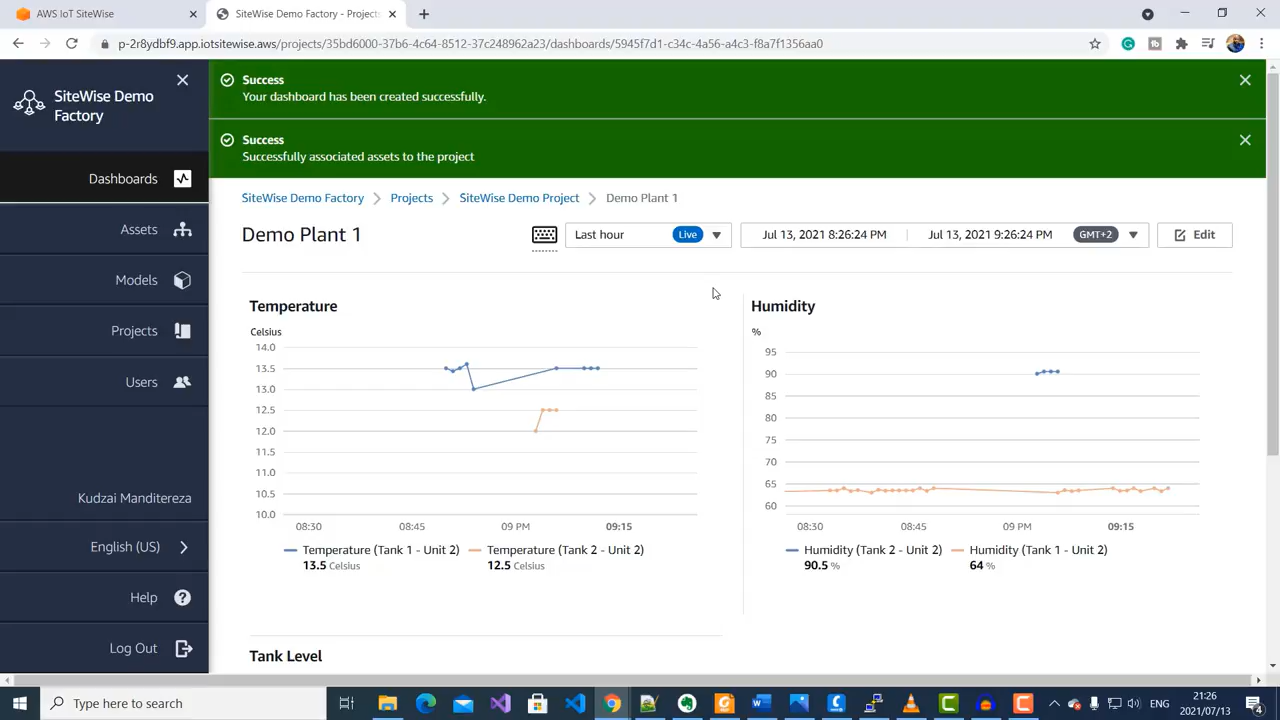 AWS IoT SiteWise
SiteWise Demo Factory - Projects
p-2r8ydbf9.app.iotsitewise.aws/projects/35bd6000-37b6-4c64-8512-37c248b62a23/dashboards/5945f7d1-c34c-4a56-a4c3-f8a7f1356aa0
SiteWise Demo
Factory
Dashboards
Assets
Models
Projects
Users
Kudzai Manditereza
English (US)
Help
Log Out
Success
Your dashboard has been created successfully.
Success
Successfully associated assets to the project
SiteWise Demo Factory
Projects
SiteWise Demo Project
Demo Plant 1
Demo Plant 1
Last hour
Live
Jul 13, 2021 8:26:24 PM
Jul 13, 2021 9:26:24 PM
GMT+2
Edit
Temperature
Celsius
14.0
13.5
13.0
12.5
12.0
11.5
11.0
10.5
10.0
08:30 08:45 09 PM 09:15
Temperature (Tank 1 - Unit 2)
13.5 Celsius
Temperature (Tank 2 - Unit 2)
12.5 Celsius
Humidity
%
95
90
85
80
75
70
65
60
08:30 08:45 09 PM 09:15
Humidity (Tank 2 - Unit 2)
90.5 %
Humidity (Tank 1 - Unit 2)
64 %
Tank Level
Type here to search
ENG
21:26
2021/07/13